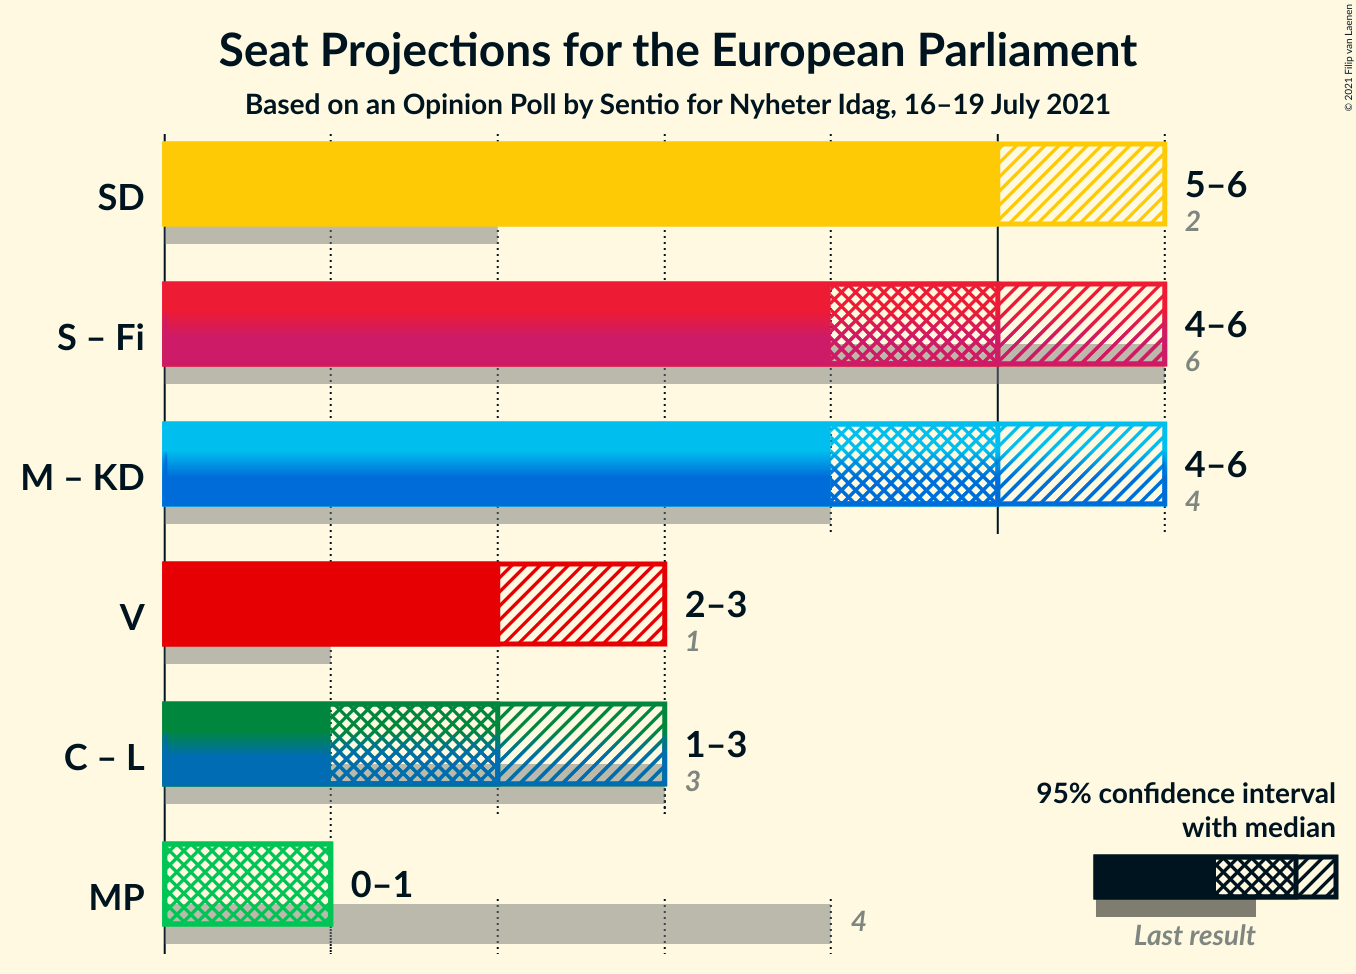 Seat Projections for the European Parliament
Based on an Opinion Poll by Sentio for Nyheter Idag, 16–19 July 2021
© 2021 Filip van Laenen
SD
5–6
2
S – Fi
4–6
6
M – KD
4–6
4
V
2–3
1
C – L
1–3
3
MP
0–1
4
95% confidence interval
with median
Last result